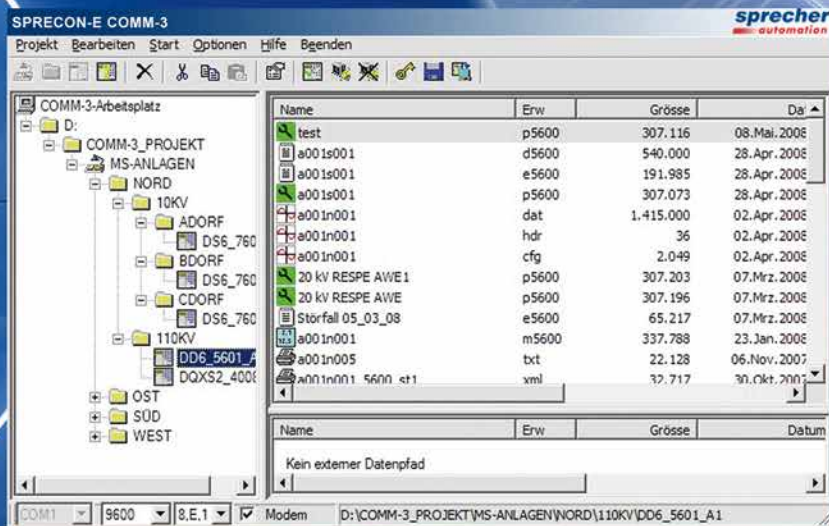 SPRECON-E COMM-3
sprecher
automation
Projekt Bearbeiten Start Optionen Hilfe Beenden
COMM-3-Arbeitsplatz
D:
COMM-3_PROJEKT
MS-ANLAGEN
NORD
10KV
ADORF
DS6_760
BDORF
DS6_760
CDORF
DS6_760
110KV
DD6_5601_A
DQXS2_4008
OST
SÜD
WEST
Name Erw Grösse Da
test p5600 307.116 08.Mai.2008
a001s001 d5600 540.000 28.Apr.2008
a001s001 e5600 191.985 28.Apr.2008
a001s001 p5600 307.073 28.Apr.2008
a001n001 dat 1.415.000 02.Apr.2008
a001n001 hdr 36 02.Apr.2008
a001n001 cfg 2.049 02.Apr.2008
20 kV RESPE AWE1 p5600 307.203 07.Mrz.2008
20 kV RESPE AWE p5600 307.196 07.Mrz.2008
Störfall 05_03_08 e5600 65.217 07.Mrz.2008
a001n001 m5600 337.788 23.Jan.2008
a001n005 txt 22.128 06.Nov.2007
a001n001_5600_st1 xml 32.717 30.Okt.2007
Name Erw Grösse Datum
Kein externer Datenpfad
COM1 9600 8,E,1 Modem D:\COMM-3_PROJEKT\MS-ANLAGEN\NORD\110KV\DD6_5601_A1